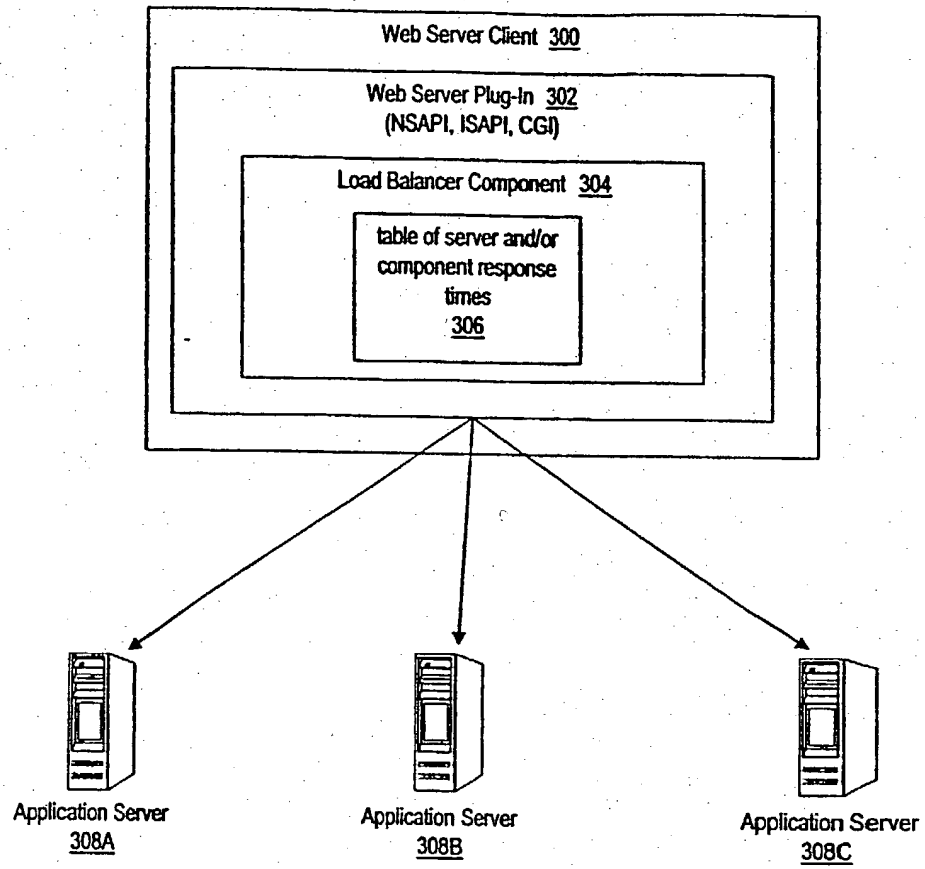 Web Server Client 300
Web Server Plug-In 302
(NSAPI, ISAPI, CGI)
Load Balancer Component 304
table of server and/or
component response
times
306
Application Server
308A
Application Server
308B
Application Server
308C